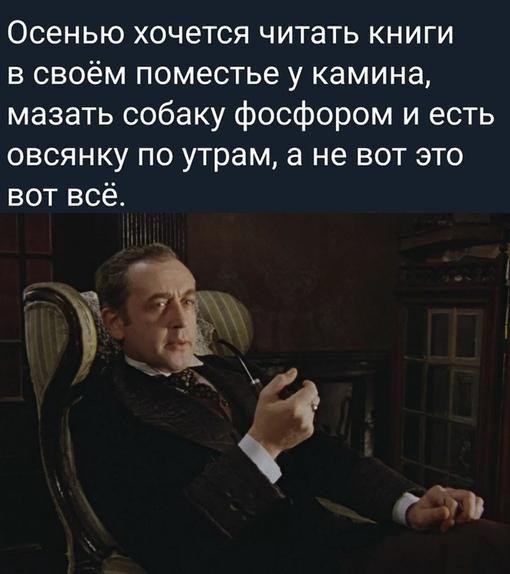 Осенью хочется читать книги
в своём поместье у камина,
мазать собаку фосфором и есть
овсянку по утрам, а не вот это
вот всё.